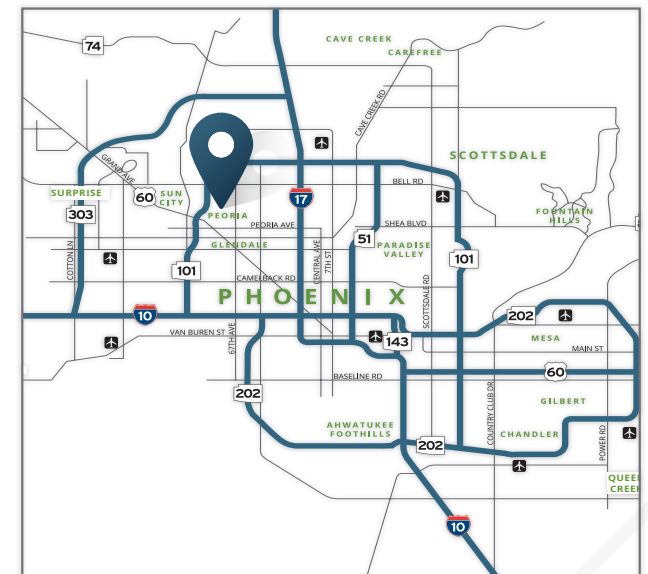 CAVE CREEK
74
CAREFREE
CAVE CREEK RD
GRAND AVE
SCOTTSDALE
BELL RD
SURPRISE
60
SUN
CITY
17
303
PEORIA
FOUNTAIN
HILLS
PEORIA AVE
SHEA BLVD
51
GLENDALE
PARADISE
VALLEY
COTTON LN
CENTRAL AVE
7TH ST
101
101
CAMELBACK RD
SCOTTSDALE RD
PHOENIX
10
202
VAN BUREN ST
67TH AVE
143
MESA
MAIN ST
BASELINE RD
60
202
COUNTRY CLUB DR
GILBERT
AHWATUKEE
FOOTHILLS
202
CHANDLER
POWER RD
QUEE
CREE
10